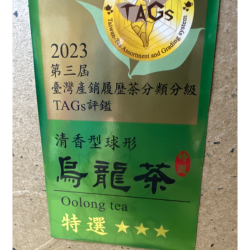 TAGs
Taiwan-Tea Assortment and Grading system
2023
第三屆
臺灣產銷履歷茶分類分級
TAGs評鑑
清香型球形
烏龍茶
Oolong tea
特選★★★